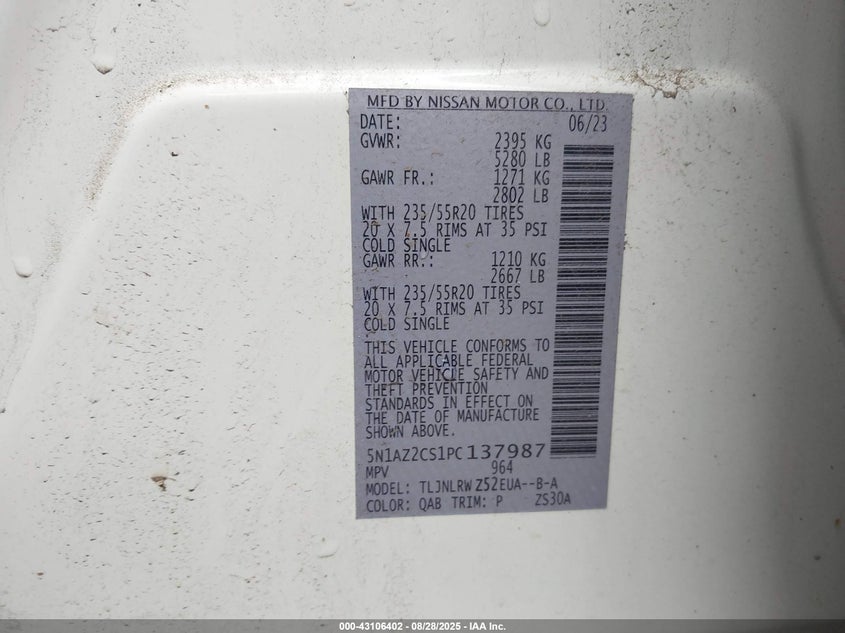 MFD BY NISSAN MOTOR CO., LTD.
DATE: 06/23
GVWR: 2395 KG
5280 LB
GAWR FR.: 1271 KG
2802 LB
WITH 235/55R20 TIRES
20 X 7.5 RIMS AT 35 PSI
COLD SINGLE
GAWR RR.: 1210 KG
2667 LB
WITH 235/55R20 TIRES
20 X 7.5 RIMS AT 35 PSI
COLD SINGLE
THIS VEHICLE CONFORMS TO
ALL APPLICABLE FEDERAL
MOTOR VEHICLE SAFETY AND
THEFT PREVENTION
STANDARDS IN EFFECT ON
THE DATE OF MANUFACTURE
SHOWN ABOVE.
5N1AZ2CS1PC137987
MPV 964
MODEL: TLJNLRW Z52EUA--B-A
COLOR: QAB TRIM: P ZS30A
000-43106402 - 08/28/2025 - IAA Inc.